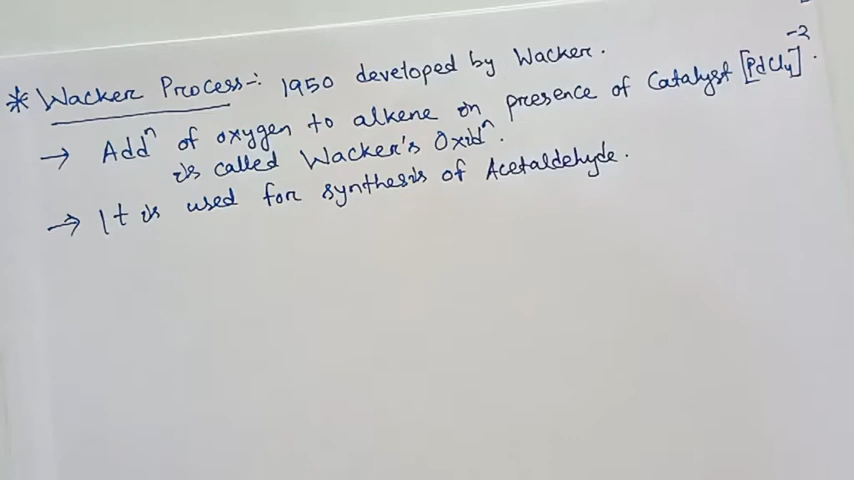 * Wacker Process -: 1950 developed by Wacker.
→ Addⁿ of oxygen to alkene in presence of Catalyst [PdCl₄]⁻².
is called Wacker's Oxidⁿ.
→ It is used for synthesis of Acetaldehyde.